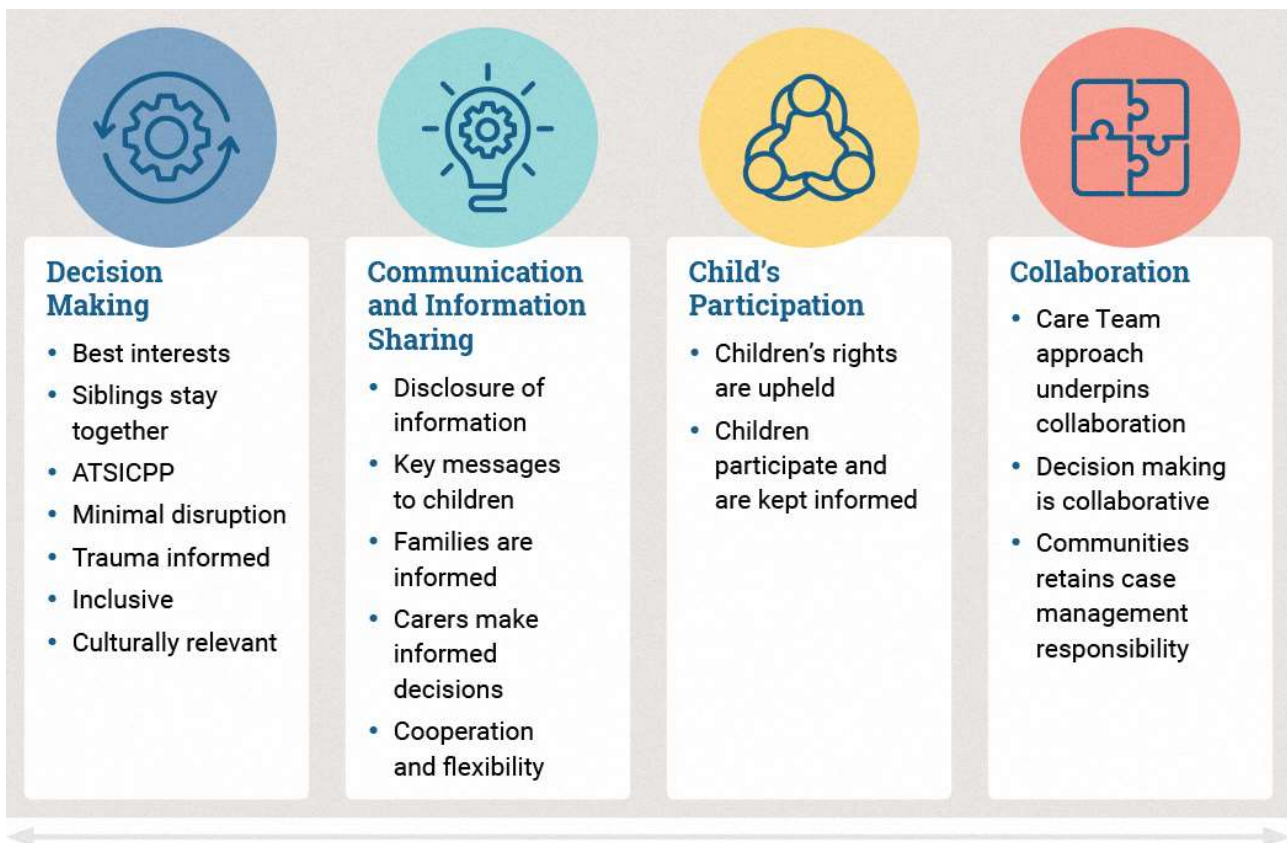 Decision
Making
• Best interests
• Siblings stay
together
• ATSICPP
• Minimal disruption
• Trauma informed
• Inclusive
• Culturally relevant
Communication
and Information
Sharing
• Disclosure of
information
• Key messages
to children
• Families are
informed
• Carers make
informed
decisions
• Cooperation
and flexibility
Child’s
Participation
• Children’s rights
are upheld
• Children
participate and
are kept informed
Collaboration
• Care Team
approach
underpins
collaboration
• Decision making
is collaborative
• Communities
retains case
management
responsibility